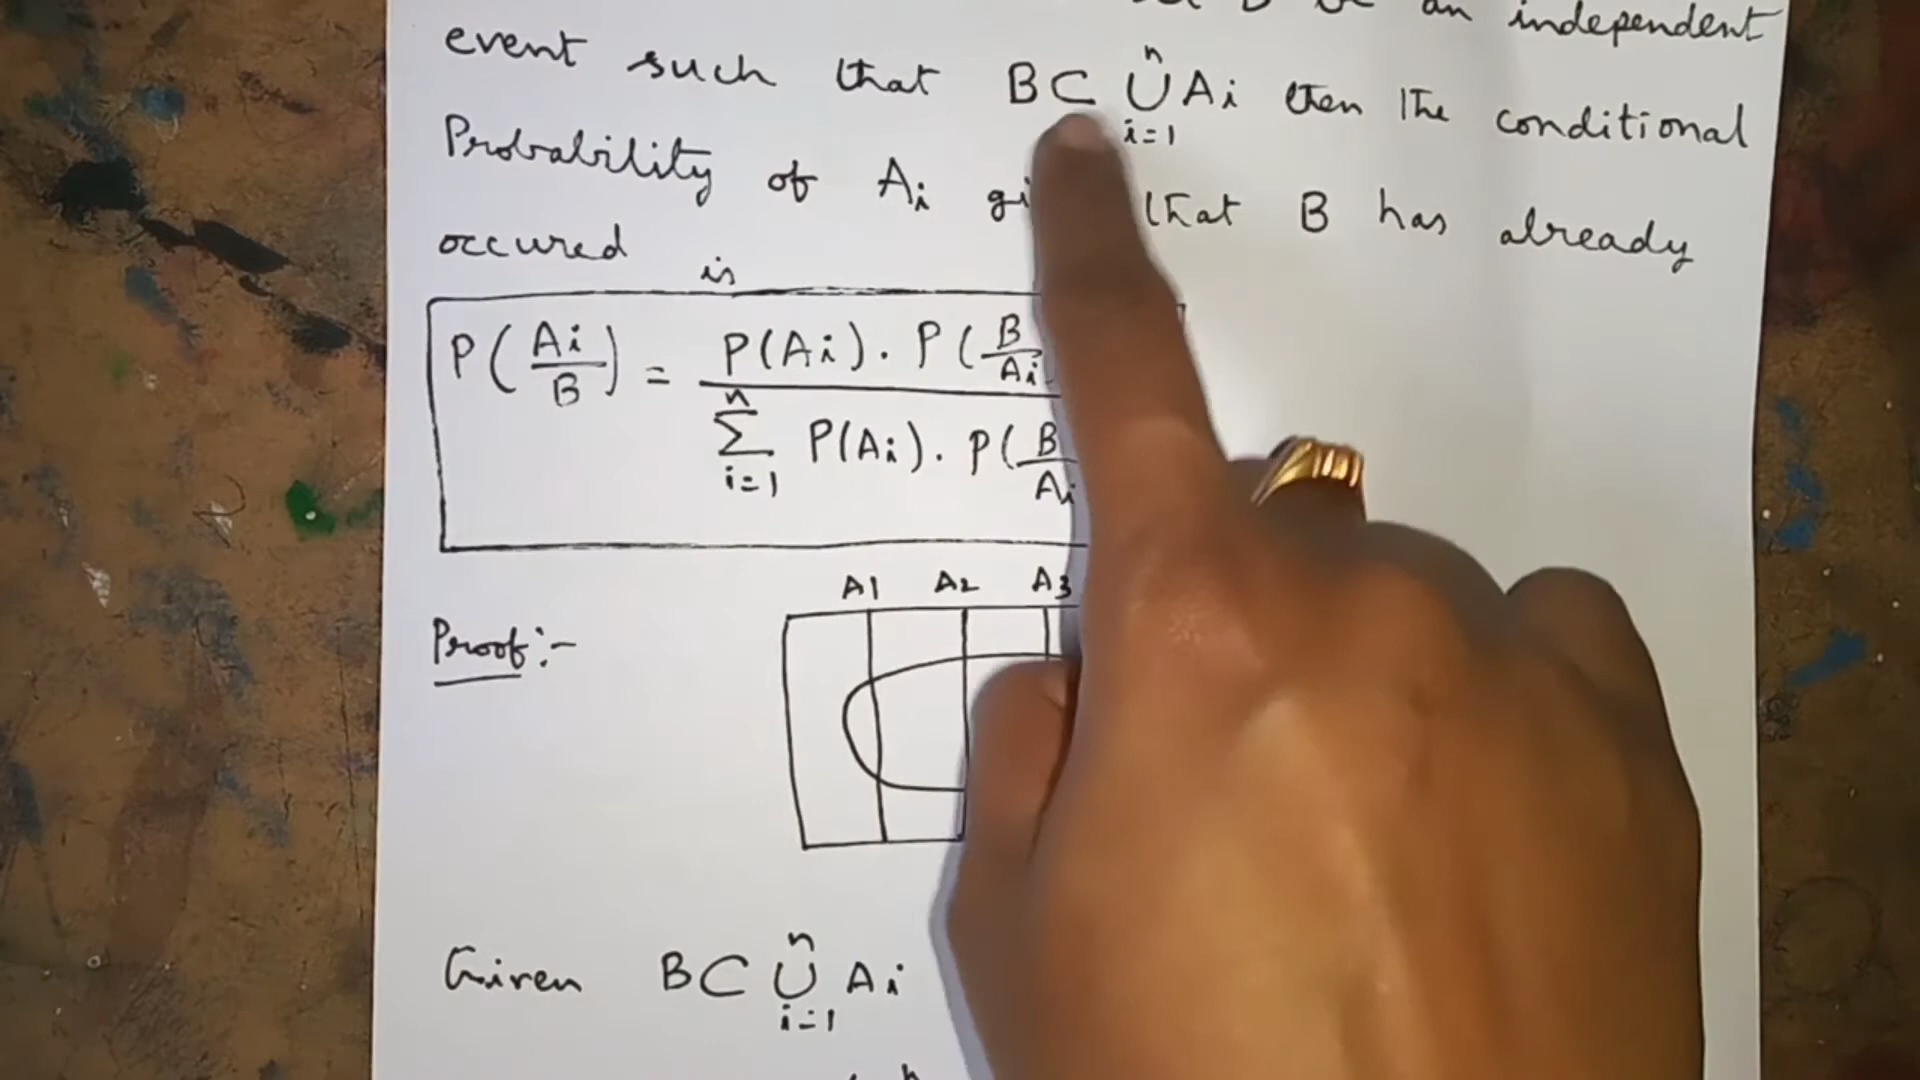 an independent
event such that B ⊂ ⋃ⁿᵢ₌₁ Ai then the conditional
Probability of Ai that B has already
occured is
P(Ai/B) = P(Ai). P(B/Ai / Σⁿᵢ₌₁ P(Ai). P(B/Ai
A1 A2 A3
Proof:-
Given B ⊂ ⋃ⁿᵢ₌₁ Ai
n